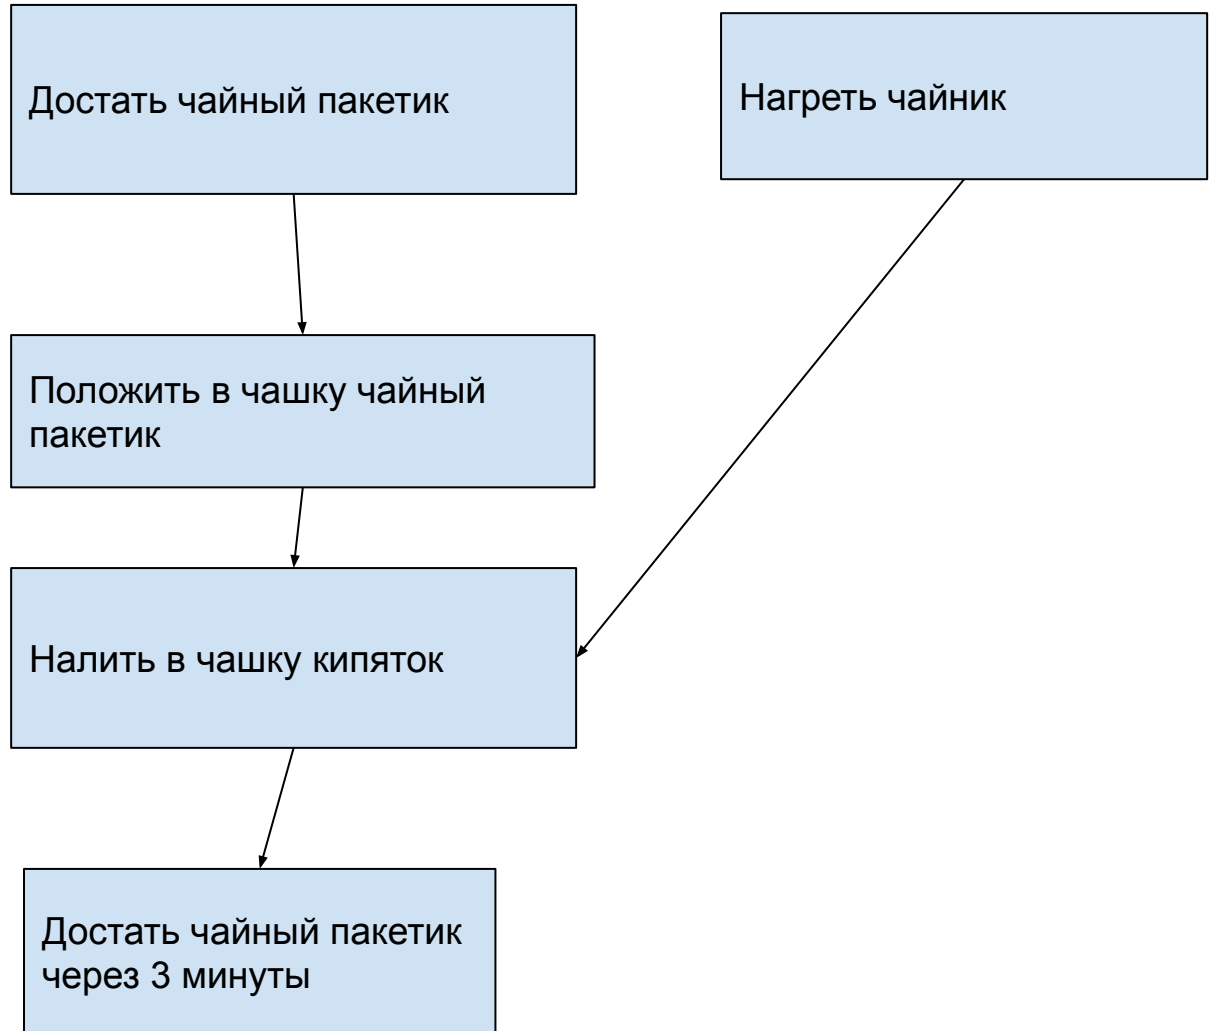 Достать чайный пакетик
Нагреть чайник
Положить в чашку чайный
пакетик
Налить в чашку кипяток
Достать чайный пакетик
через 3 минуты